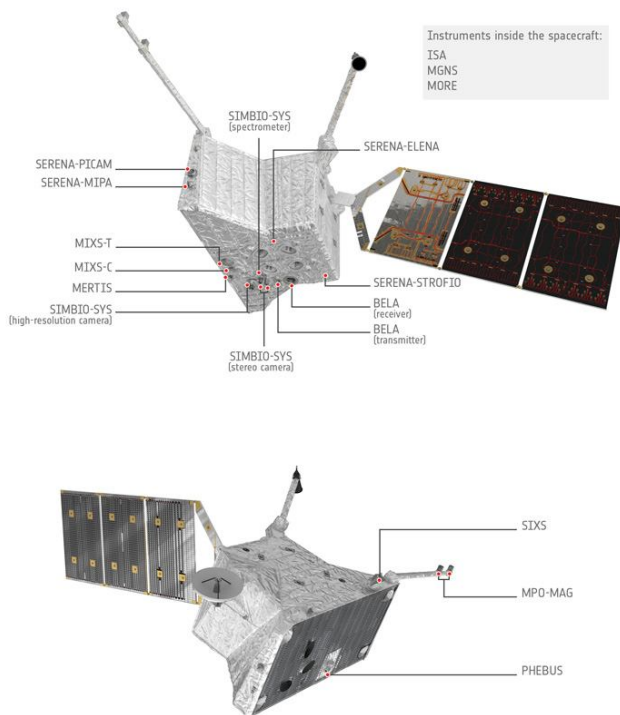 Instruments inside the spacecraft:
ISA
MGNS
MORE
SIMBIO-SYS
(spectrometer)
SERENA-ELENA
SERENA-PICAM
SERENA-MIPA
MIXS-T
MIXS-C
MERTIS
SIMBIO-SYS
(high-resolution camera)
SERENA-STROFIO
BELA
(receiver)
BELA
(transmitter)
SIMBIO-SYS
(stereo camera)
SIXS
MPO-MAG
PHEBUS